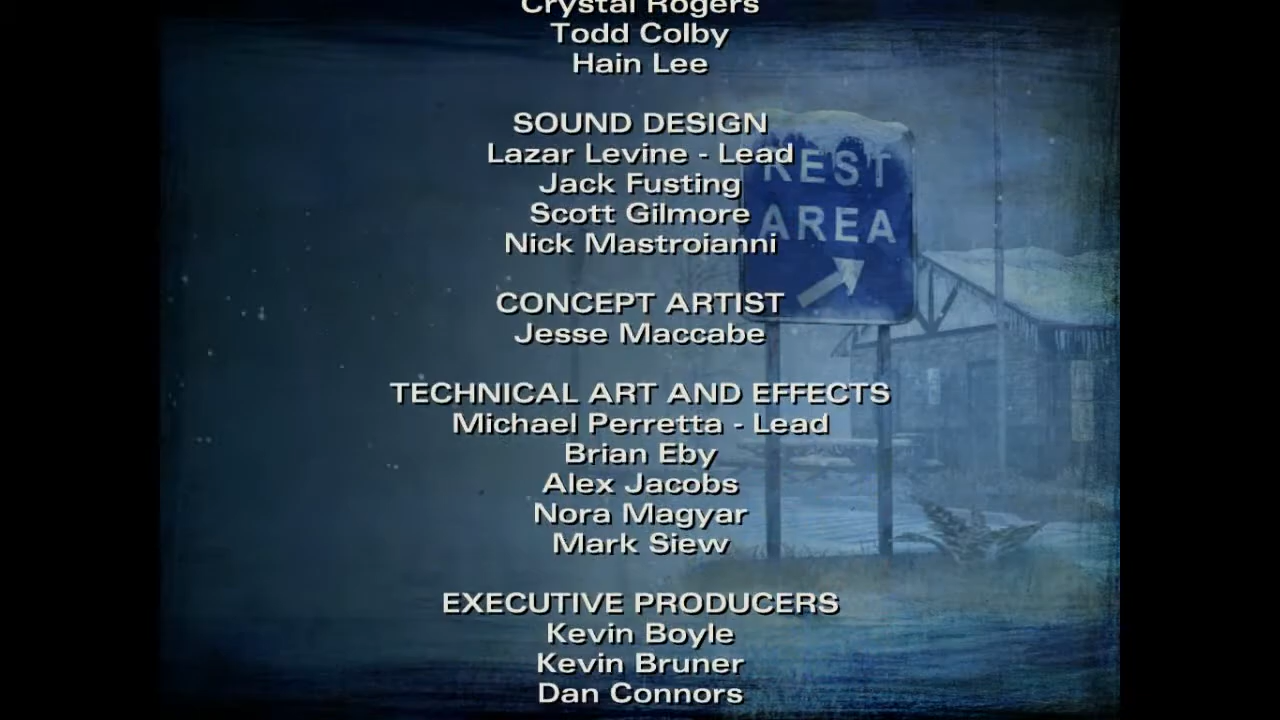 Crystal Rogers
Todd Colby
Hain Lee
SOUND DESIGN
Lazar Levine - Lead
Jack Fusting
Scott Gilmore
Nick Mastroianni
CONCEPT ARTIST
Jesse Maccabe
TECHNICAL ART AND EFFECTS
Michael Perretta - Lead
Brian Eby
Alex Jacobs
Nora Magyar
Mark Siew
EXECUTIVE PRODUCERS
Kevin Boyle
Kevin Bruner
Dan Connors
REST
AREA